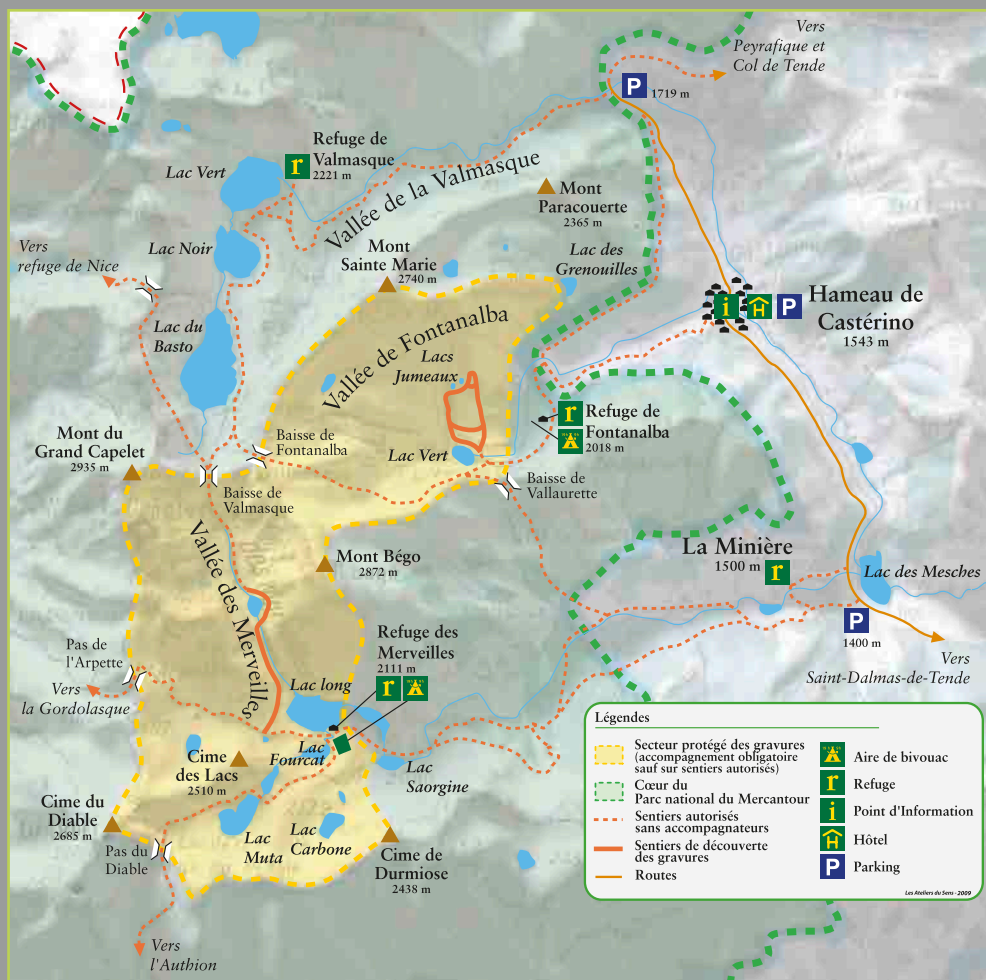 Vers
Peyrafique et
Col de Tende
P
1719 m
Refuge de
Valmasque
2221 m
r
Lac Vert
Vallée de la Valmasque
Mont
Paracouerte
2365 m
Vers
refuge de Nice
Lac Noir
Mont
Sainte Marie
2740 m
Lac des
Grenouilles
Hameau de
Castérino
1543 m
i
H
P
Lac du
Basto
Vallée de Fontanalba
Lacs
Jumeaux
r
Refuge de
Fontanalba
2018 m
Mont du
Grand Capelet
2935 m
Baisse de
Fontanalba
Lac Vert
Baisse de
Valmasque
Baisse de
Vallaurette
Vallée des Merveilles
Mont Bégo
2872 m
La Minière
1500 m
r
Lac des Mesches
P
1400 m
Pas de
l'Arpette
Vers
la Gordolasque
Refuge des
Merveilles
2111 m
r
Vers
Saint-Dalmas-de-Tende
Lac long
Lac
Fourcat
Cime
des Lacs
2510 m
Lac
Saorgine
Cime du
Diable
2685 m
Pas du
Diable
Lac
Muta
Lac
Carbone
Cime de
Durmiose
2438 m
Vers
l'Authion
Légendes
Secteur protégé des gravures
(accompagnement obligatoire
sauf sur sentiers autorisés)
Cœur du
Parc national du Mercantour
Sentiers autorisés
sans accompagnateurs
Sentiers de découverte
des gravures
Routes
Aire de bivouac
r
Refuge
i
Point d'Information
H
Hôtel
P
Parking
Les Ateliers du Sens - 2009